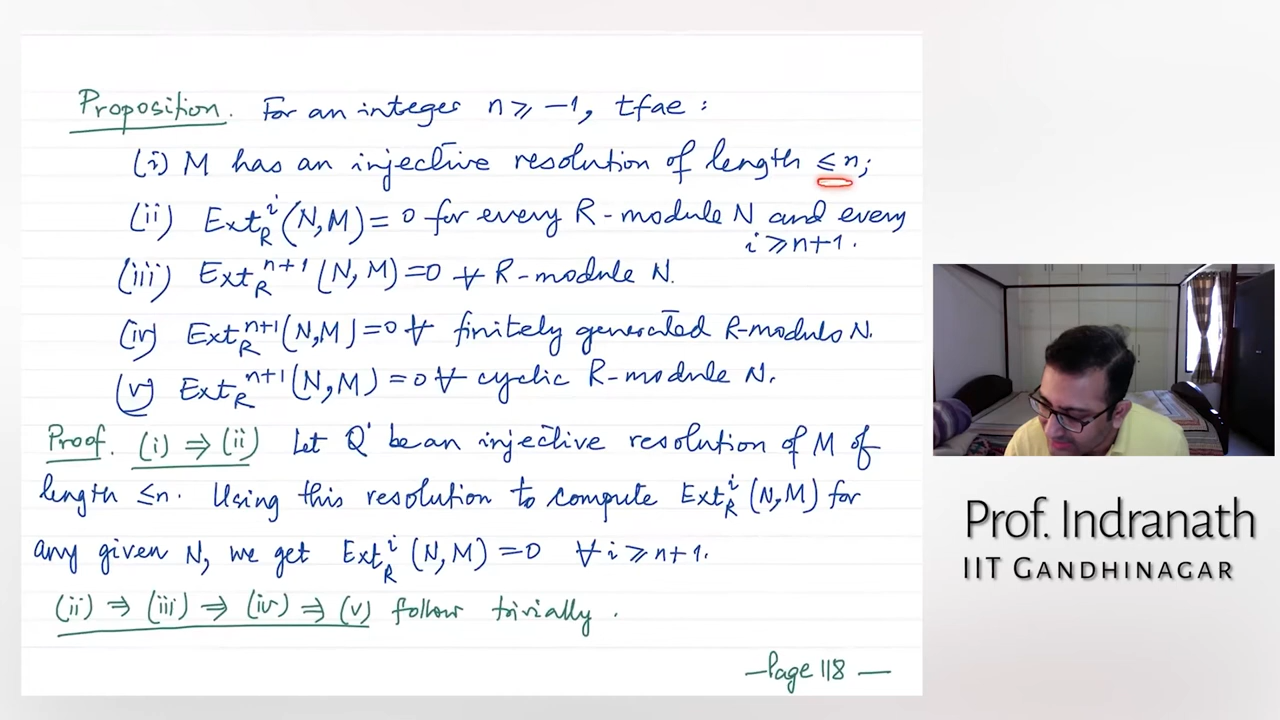 Proposition. For an integer n ≥ -1, tfae :
(i) M has an injective resolution of length ≤ n;
(ii) Ext_R^i (N,M) = 0 for every R-module N and every
i ≥ n+1.
(iii) Ext_R^{n+1} (N, M) = 0 ∀ R-module N.
(iv) Ext_R^{n+1} (N,M) = 0 ∀ finitely generated R-modulo N.
(v) Ext_R^{n+1} (N, M) = 0 ∀ cyclic R-module N.
Proof. (i) ⇒ (ii) Let Q^• be an injective resolution of M of
length ≤ n. Using this resolution to compute Ext_R^i (N,M) for
any given N, we get Ext_R^i (N,M) = 0 ∀ i ≥ n+1.
(ii) ⇒ (iii) ⇒ (iv) ⇒ (v) follow trivially.
—Page 118—
Prof. Indranath
IIT GANDHINAGAR